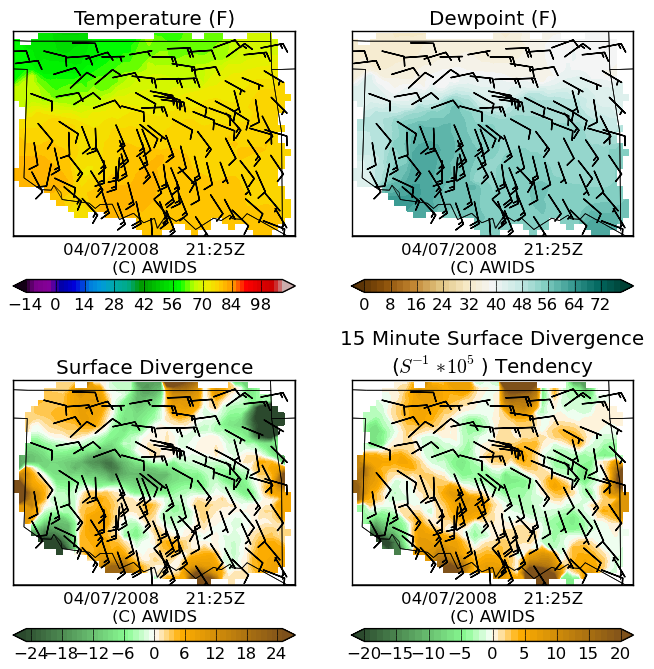 Temperature (F)
Dewpoint (F)
04/07/2008 21:25Z
(C) AWIDS
04/07/2008 21:25Z
(C) AWIDS
−14 0 14 28 42 56 70 84 98
0 8 16 24 32 40 48 56 64 72
Surface Divergence
15 Minute Surface Divergence
(S⁻¹ *10⁵ ) Tendency
04/07/2008 21:25Z
(C) AWIDS
04/07/2008 21:25Z
(C) AWIDS
−24 −18 −12 −6 0 6 12 18 24
−20 −15 −10 −5 0 5 10 15 20